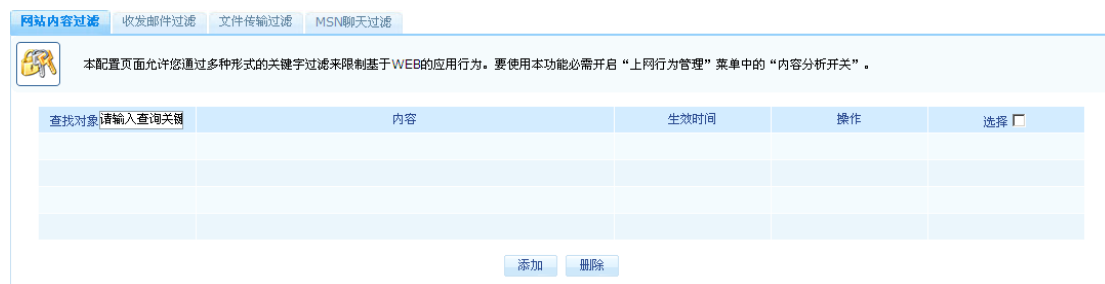 网站内容过滤 收发邮件过滤 文件传输过滤 MSN聊天过滤
本配置页面允许您通过多种形式的关键字过滤来限制基于WEB的应用行为。要使用本功能必需开启“上网行为管理”菜单中的“内容分析开关”。
查找对象 请输入查询关键 内容 生效时间 操作 选择
添加 删除